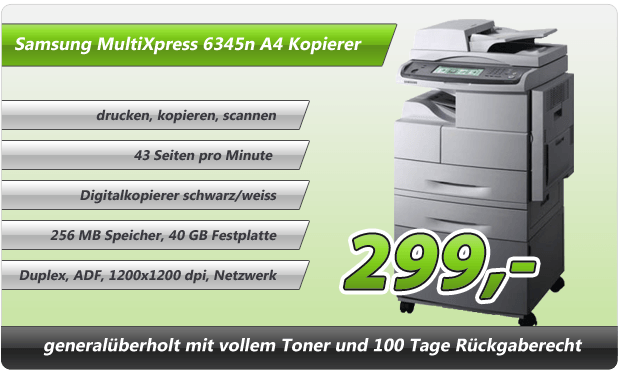 Samsung MultiXpress 6345n A4 Kopierer
drucken, kopieren, scannen
43 Seiten pro Minute
Digitalkopierer schwarz/weiss
256 MB Speicher, 40 GB Festplatte
Duplex, ADF, 1200x1200 dpi, Netzwerk
299,-
generalüberholt mit vollem Toner und 100 Tage Rückgaberecht